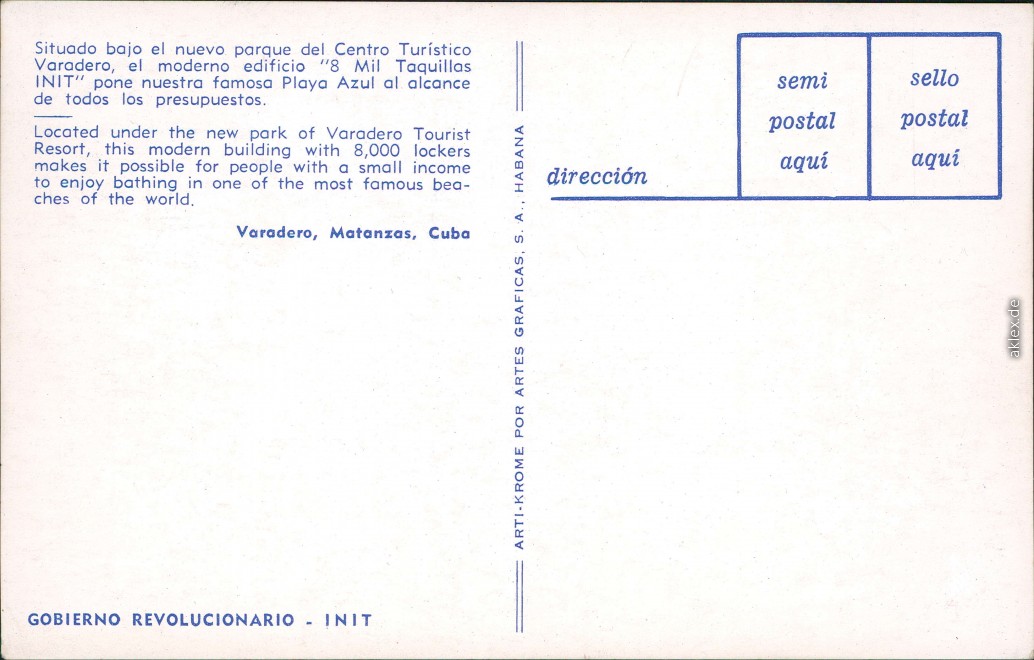 Situado bajo el nuevo parque del Centro Turístico
Varadero, el moderno edificio "8 Mil Taquillas
INIT" pone nuestra famosa Playa Azul al alcance
de todos los presupuestos.
Located under the new park of Varadero Tourist
Resort, this modern building with 8,000 lockers
makes it possible for people with a small income
to enjoy bathing in one of the most famous bea-
ches of the world.
Varadero, Matanzas, Cuba
GOBIERNO REVOLUCIONARIO - INIT
ARTI-KROME POR ARTES GRAFICAS, S. A., HABANA
dirección
semi
postal
aquí
sello
postal
aquí
aklex.de